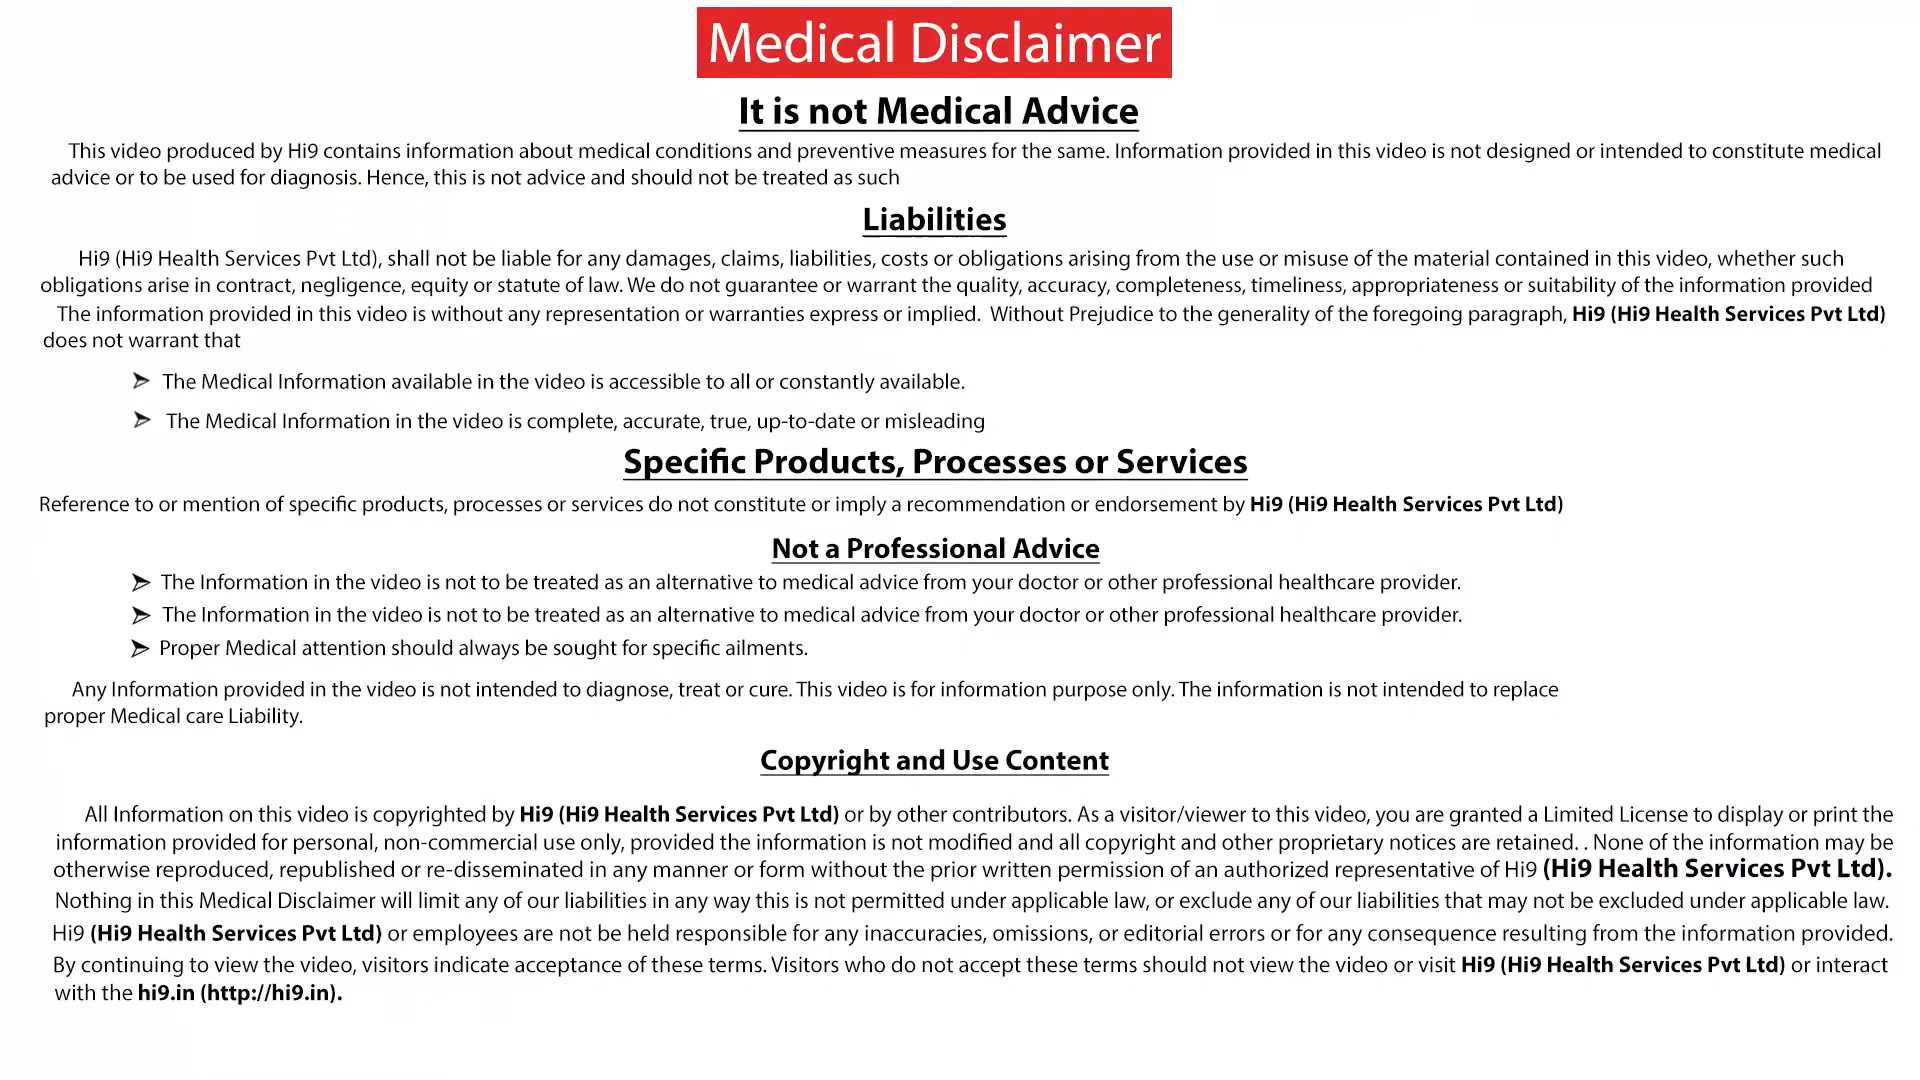 Medical Disclaimer
It is not Medical Advice
This video produced by Hi9 contains information about medical conditions and preventive measures for the same. Information provided in this video is not designed or intended to constitute medical
advice or to be used for diagnosis. Hence, this is not advice and should not be treated as such
Liabilities
Hi9 (Hi9 Health Services Pvt Ltd), shall not be liable for any damages, claims, liabilities, costs or obligations arising from the use or misuse of the material contained in this video, whether such
obligations arise in contract, negligence, equity or statute of law. We do not guarantee or warrant the quality, accuracy, completeness, timeliness, appropriateness or suitability of the information provided
The information provided in this video is without any representation or warranties express or implied. Without Prejudice to the generality of the foregoing paragraph, Hi9 (Hi9 Health Services Pvt Ltd)
does not warrant that
➢ The Medical Information available in the video is accessible to all or constantly available.
➢ The Medical Information in the video is complete, accurate, true, up-to-date or misleading
Specific Products, Processes or Services
Reference to or mention of specific products, processes or services do not constitute or imply a recommendation or endorsement by Hi9 (Hi9 Health Services Pvt Ltd)
Not a Professional Advice
➢ The Information in the video is not to be treated as an alternative to medical advice from your doctor or other professional healthcare provider.
➢ The Information in the video is not to be treated as an alternative to medical advice from your doctor or other professional healthcare provider.
➢ Proper Medical attention should always be sought for specific ailments.
Any Information provided in the video is not intended to diagnose, treat or cure. This video is for information purpose only. The information is not intended to replace
proper Medical care Liability.
Copyright and Use Content
All Information on this video is copyrighted by Hi9 (Hi9 Health Services Pvt Ltd) or by other contributors. As a visitor/viewer to this video, you are granted a Limited License to display or print the
information provided for personal, non-commercial use only, provided the information is not modified and all copyright and other proprietary notices are retained. . None of the information may be
otherwise reproduced, republished or re-disseminated in any manner or form without the prior written permission of an authorized representative of Hi9 (Hi9 Health Services Pvt Ltd).
Nothing in this Medical Disclaimer will limit any of our liabilities in any way this is not permitted under applicable law, or exclude any of our liabilities that may not be excluded under applicable law.
Hi9 (Hi9 Health Services Pvt Ltd) or employees are not be held responsible for any inaccuracies, omissions, or editorial errors or for any consequence resulting from the information provided.
By continuing to view the video, visitors indicate acceptance of these terms. Visitors who do not accept these terms should not view the video or visit Hi9 (Hi9 Health Services Pvt Ltd) or interact
with the hi9.in (http://hi9.in).